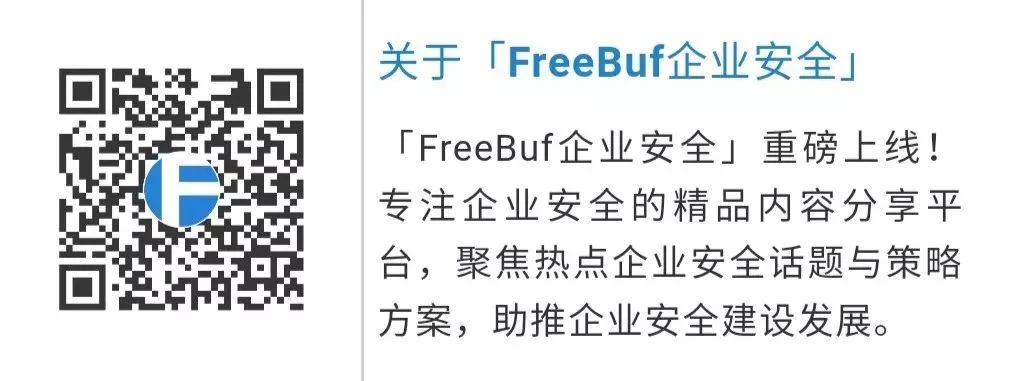 关于「FreeBuf企业安全」
「FreeBuf企业安全」重磅上线！
专注企业安全的精品内容分享平
台，聚焦热点企业安全话题与策略
方案，助推企业安全建设发展。
F